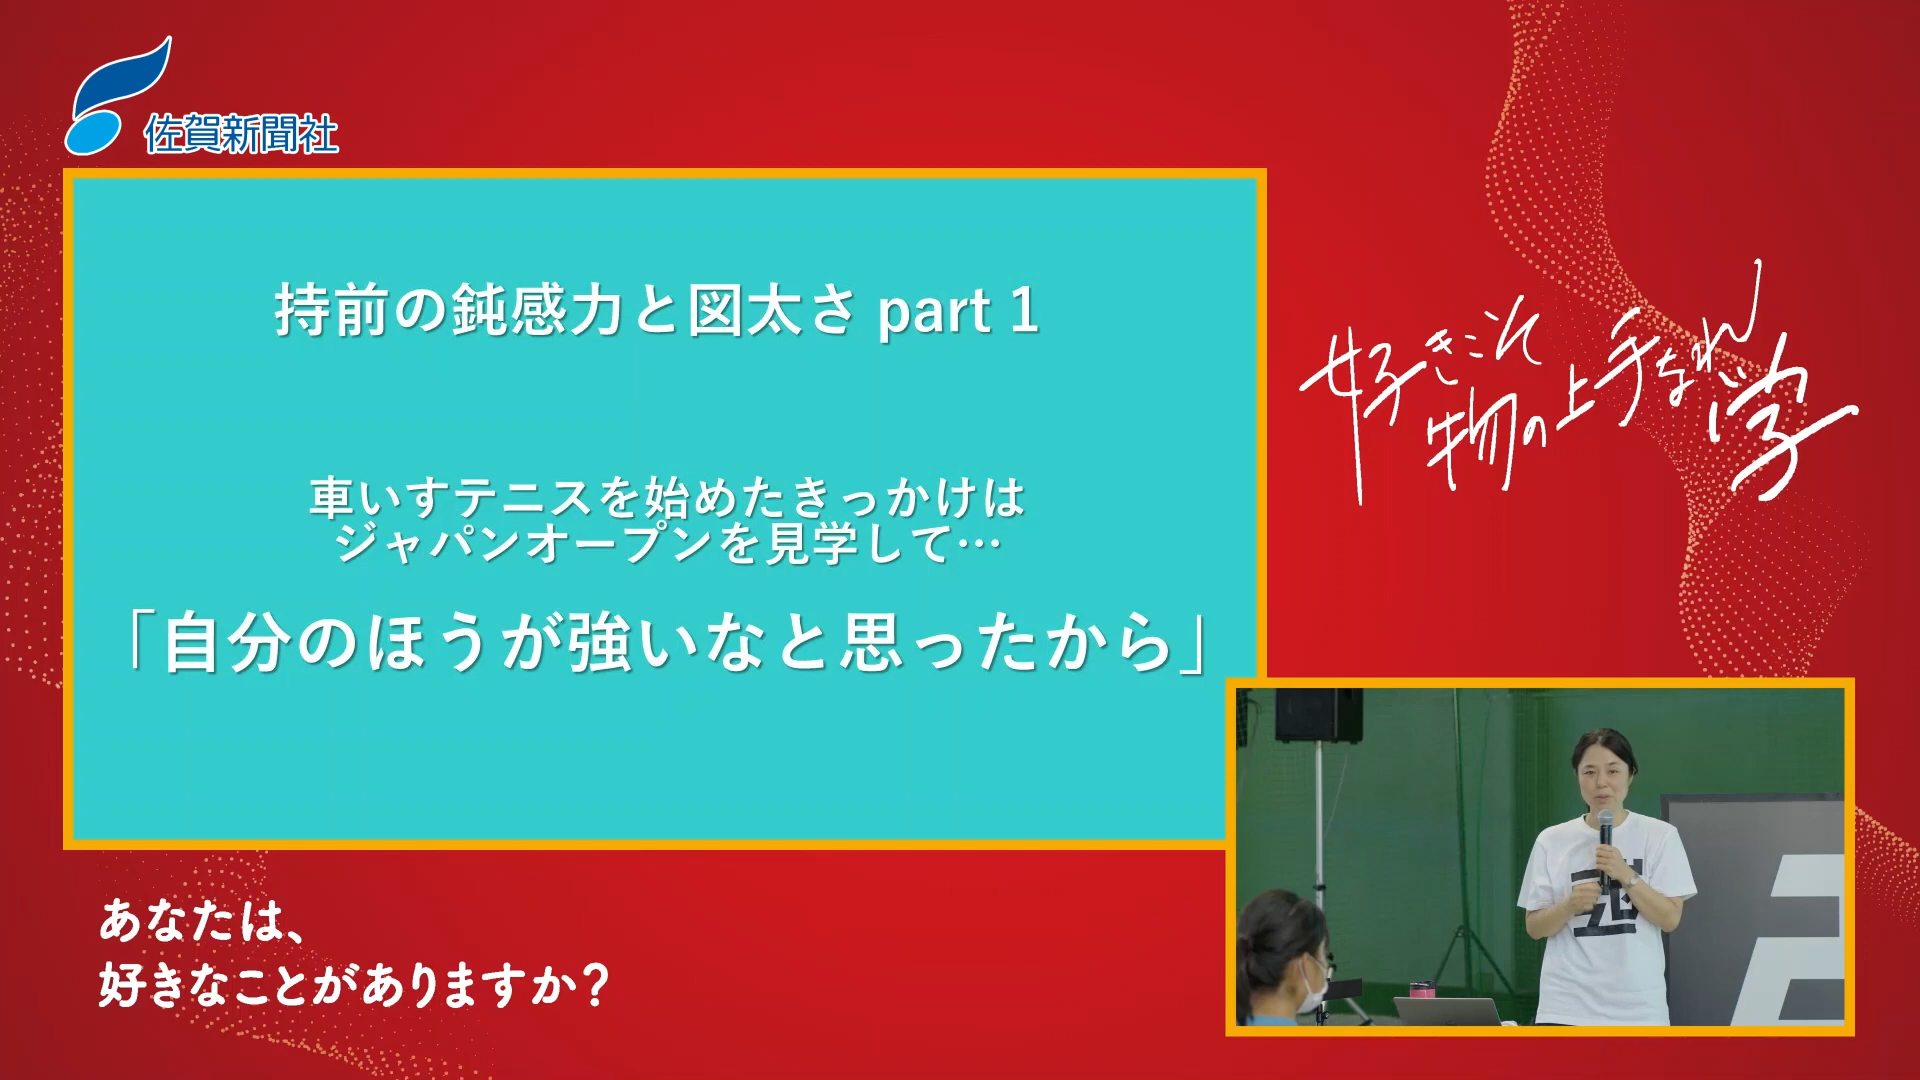 佐賀新聞社
持前の鈍感力と図太さ part 1
車いすテニスを始めたきっかけは
ジャパンオープンを見学して…
「自分のほうが強いなと思ったから」
好きこそ
物の上手なれ学
あなたは、
好きなことがありますか?